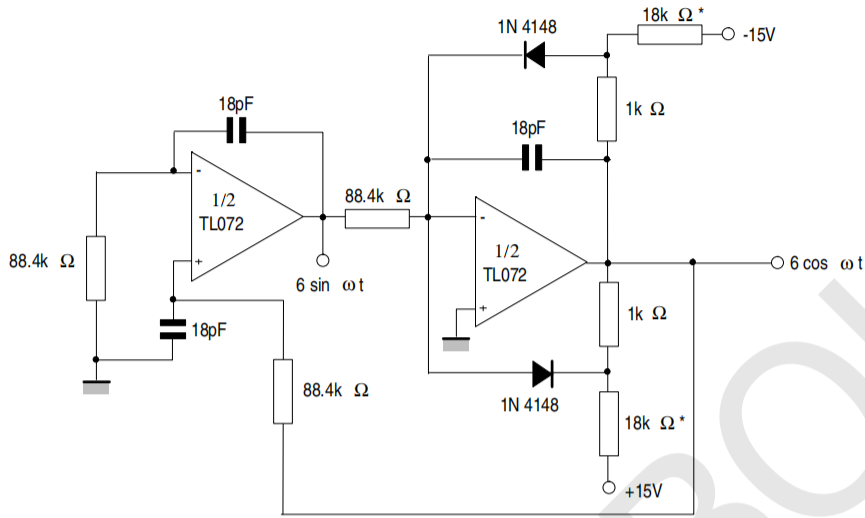 18k Ω *
1N 4148
-15V
18pF
1k Ω
18pF
-
1/2
TL072
+
88.4k Ω
88.4k Ω
-
1/2
TL072
+
6 sin ωt
6 cos ωt
18pF
1k Ω
88.4k Ω
1N 4148
18k Ω *
+15V